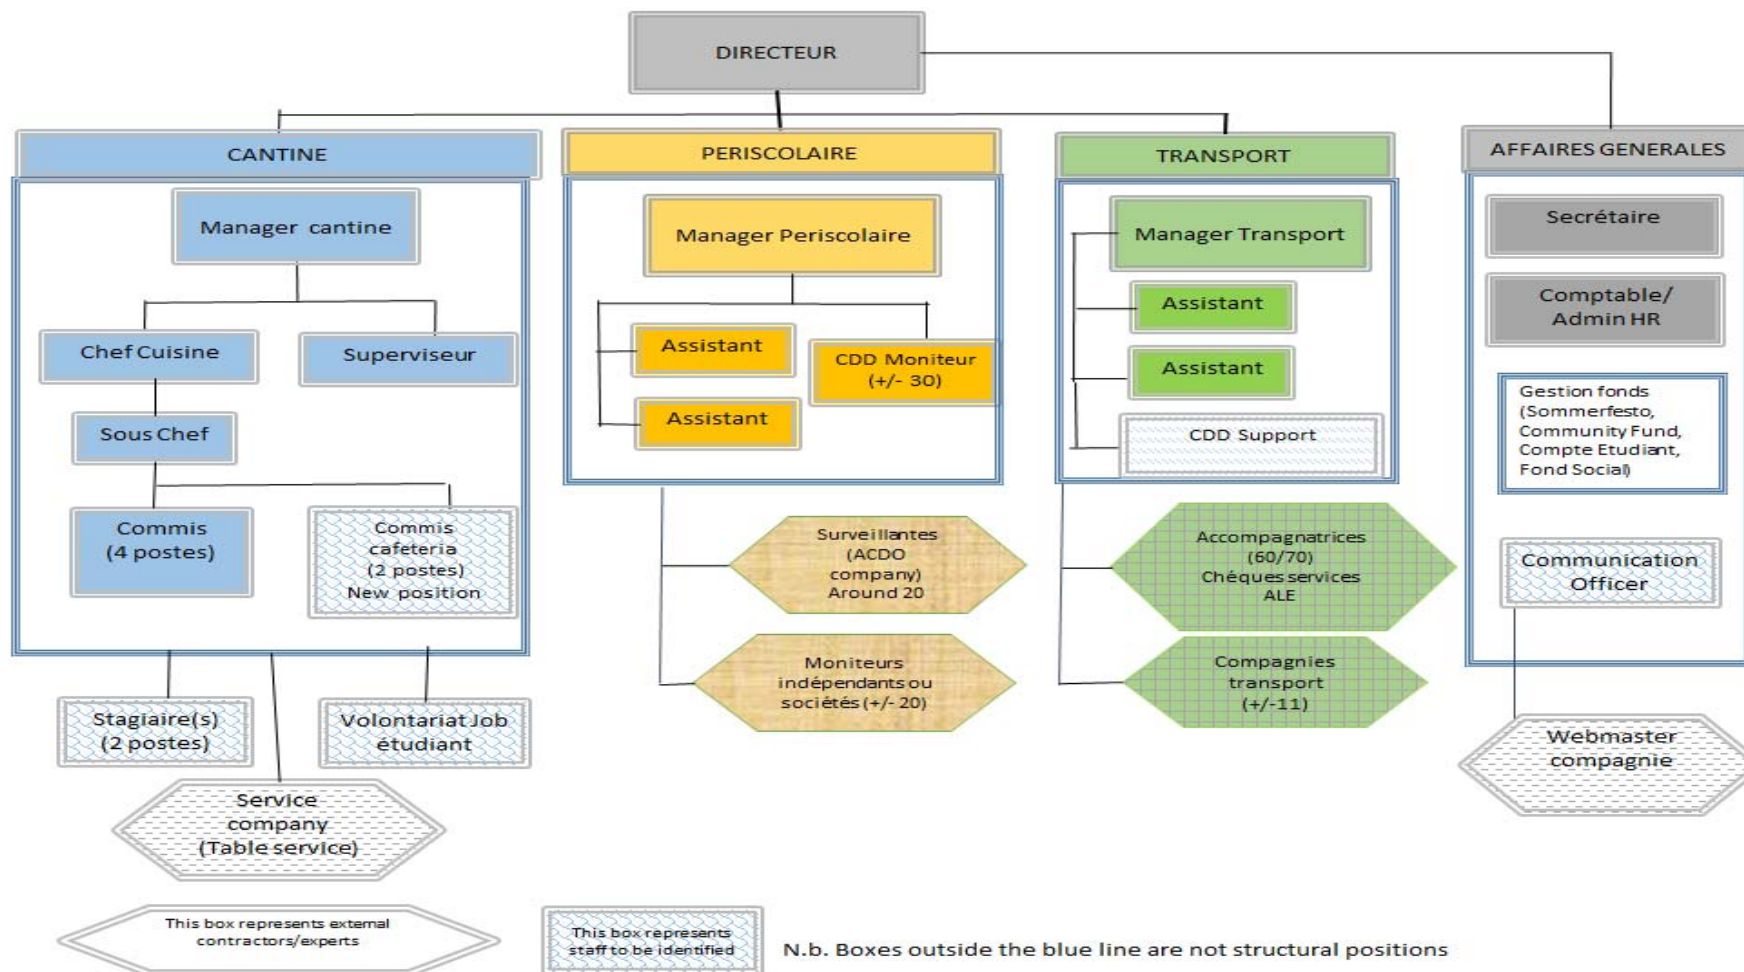 DIRECTEUR
CANTINE
Manager cantine
Chef Cuisine
Superviseur
Sous Chef
Commis
(4 postes)
Commis
cafeteria
(2 postes)
New position
Stagiaire(s)
(2 postes)
Volontariat Job
étudiant
Service
company
(Table service)
PERISCOLAIRE
Manager Periscolaire
Assistant
CDD Moniteur
(+/- 30)
Assistant
Surveillantes
(ACDO
company)
Around 20
Moniteurs
indépendants ou
sociétés (+/- 20)
TRANSPORT
Manager Transport
Assistant
Assistant
CDD Support
Accompagnatrices
(60/70)
Chéques services
ALE
Compagnies
transport
(+/-11)
AFFAIRES GENERALES
Secrétaire
Comptable/
Admin HR
Gestion fonds
(Sommerfesto,
Community Fund,
Compte Etudiant,
Fond Social)
Communication
Officer
Webmaster
compagnie
This box represents external
contractors/experts
This box represents
staff to be identified
N.b. Boxes outside the blue line are not structural positions